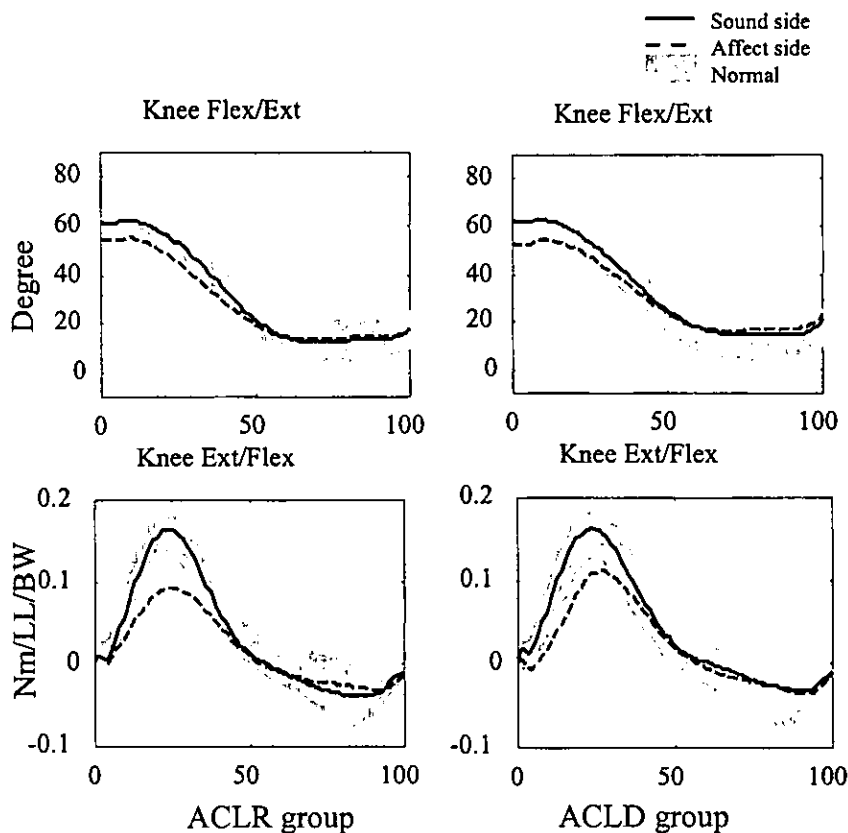 Sound side
Affect side
Normal
Knee Flex/Ext
Knee Flex/Ext
Degree
80
60
40
20
0
80
60
40
20
0
0
50
100
0
50
100
Knee Ext/Flex
Knee Ext/Flex
Nm/LL/BW
0.2
0.1
0
-0.1
0.2
0.1
0
-0.1
0
50
100
0
50
100
ACLR group
ACLD group